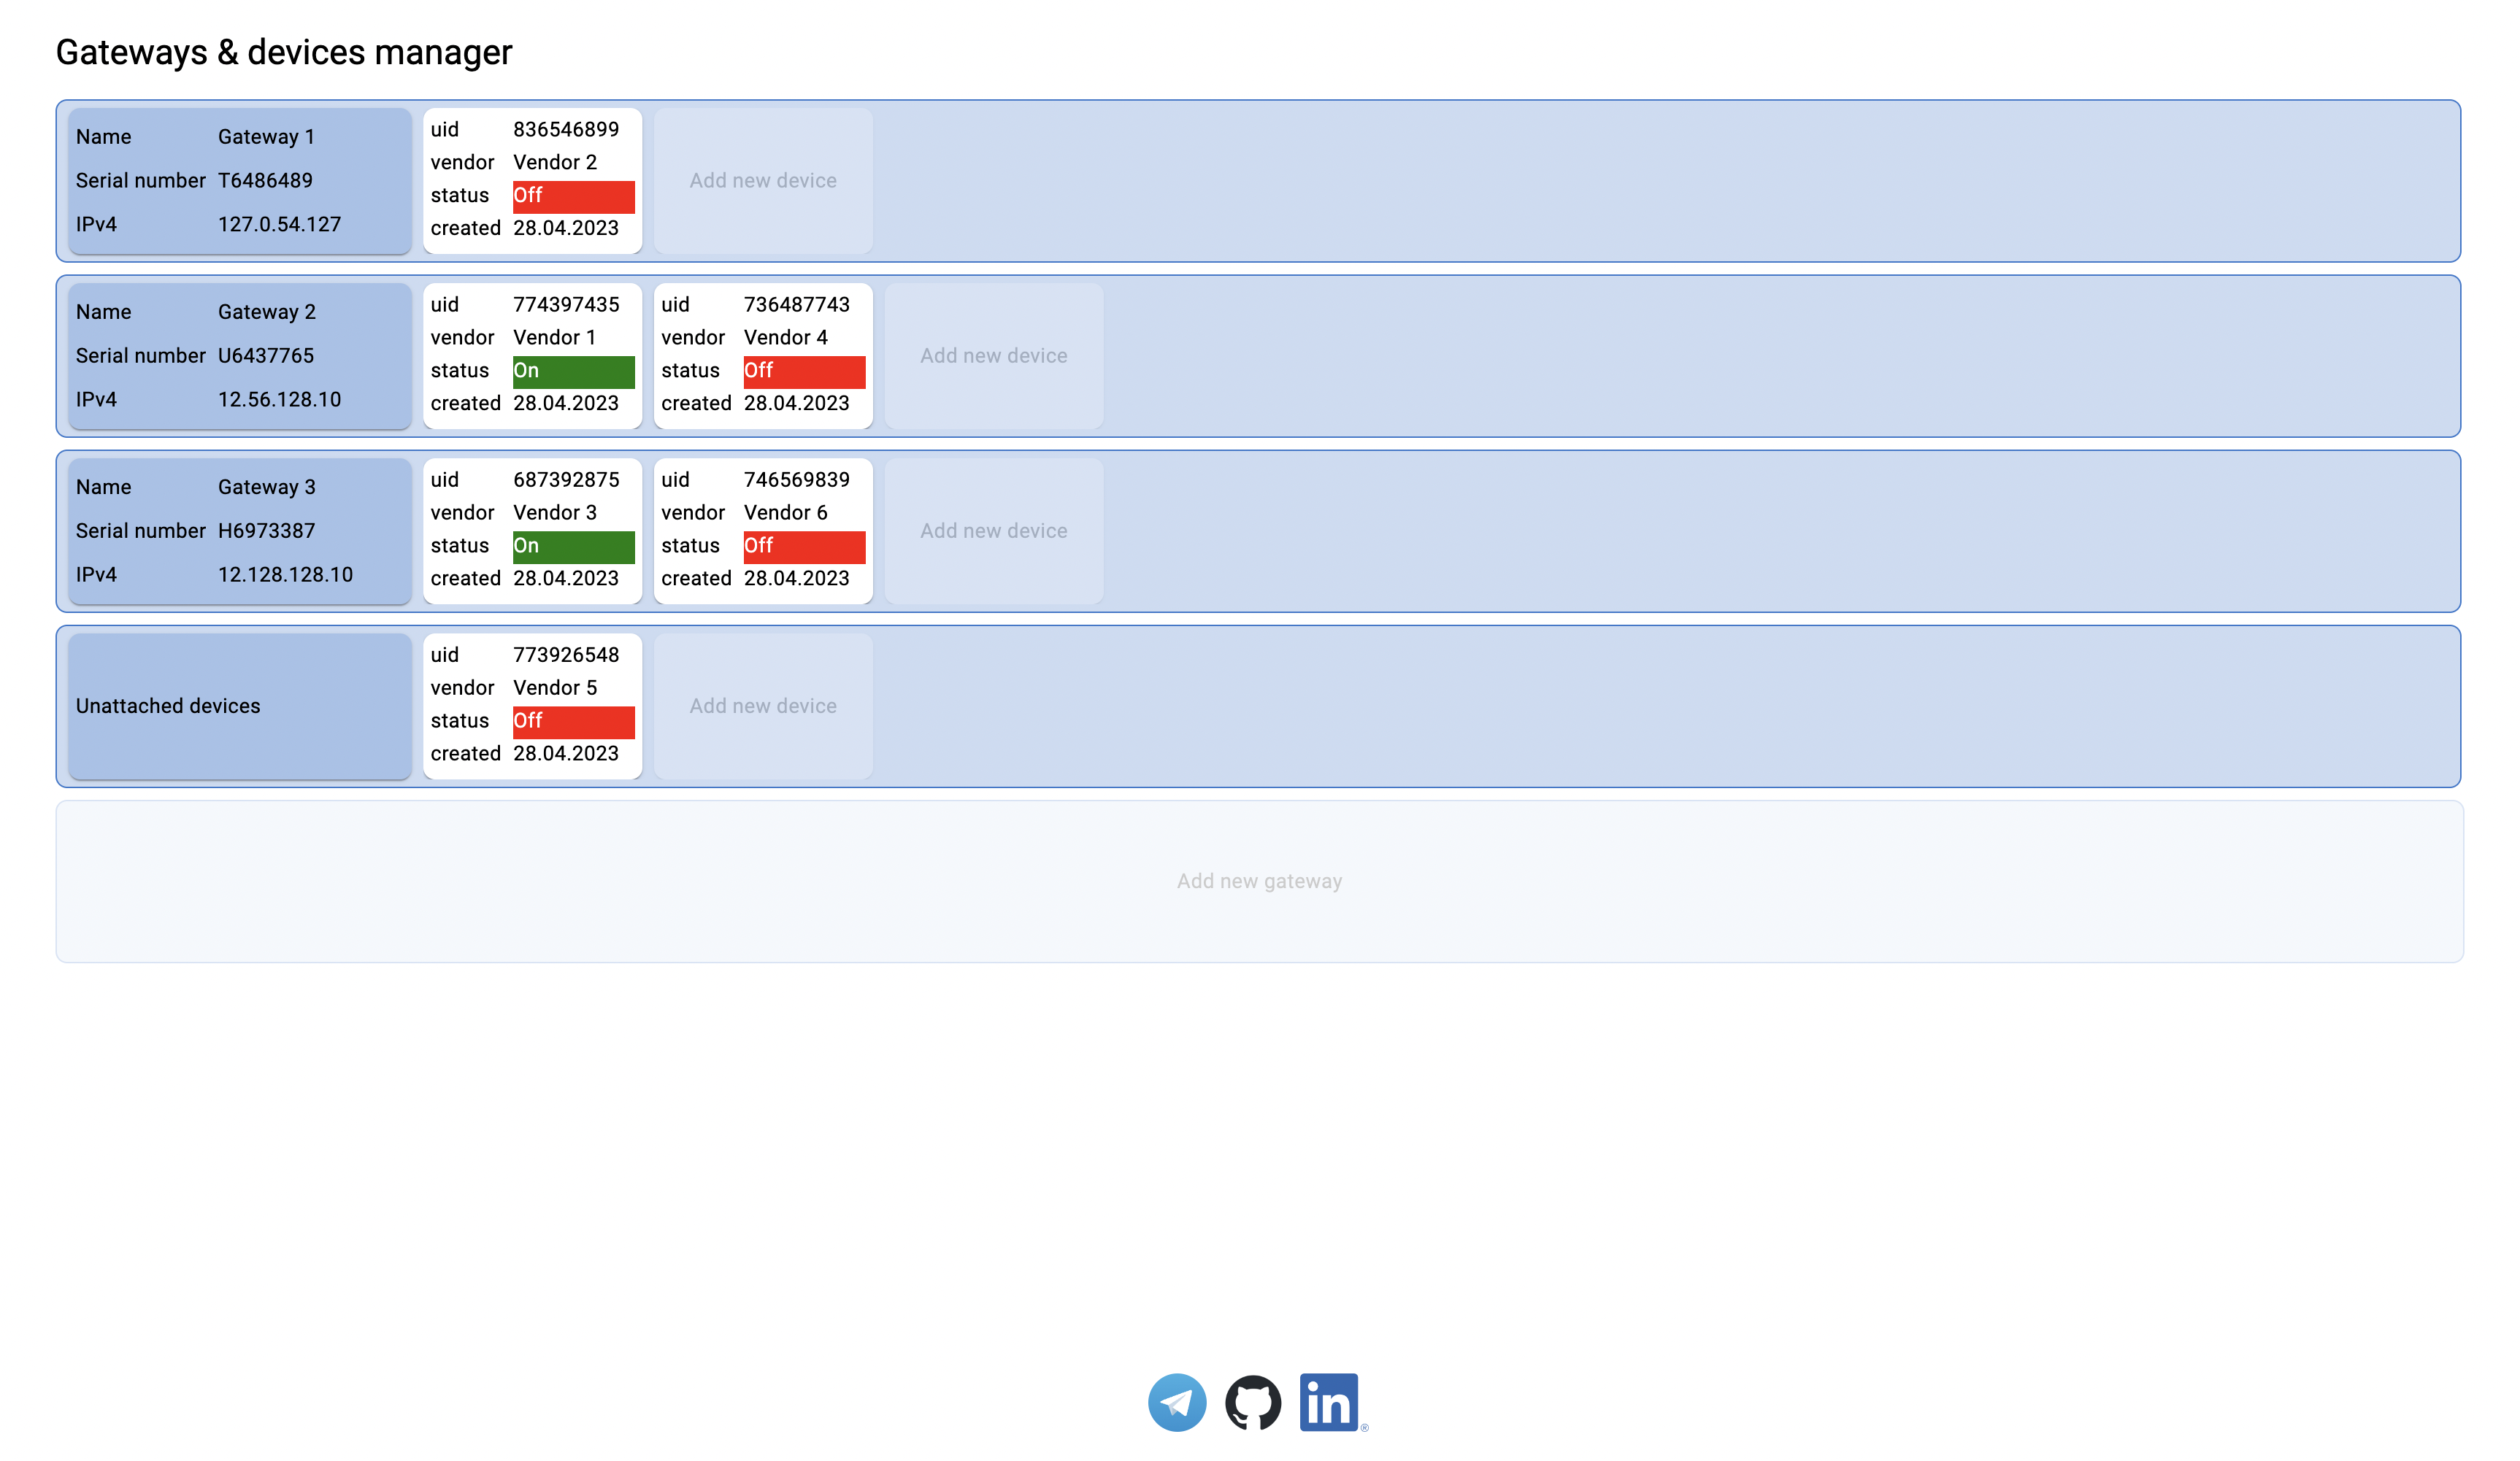 Gateways & devices manager
Name Gateway 1
Serial number T6486489
IPv4 127.0.54.127
uid 836546899
vendor Vendor 2
status Off
created 28.04.2023
Add new device
Name Gateway 2
Serial number U6437765
IPv4 12.56.128.10
uid 774397435
vendor Vendor 1
status On
created 28.04.2023
uid 736487743
vendor Vendor 4
status Off
created 28.04.2023
Add new device
Name Gateway 3
Serial number H6973387
IPv4 12.128.128.10
uid 687392875
vendor Vendor 3
status On
created 28.04.2023
uid 746569839
vendor Vendor 6
status Off
created 28.04.2023
Add new device
Unattached devices
uid 773926548
vendor Vendor 5
status Off
created 28.04.2023
Add new device
Add new gateway
in®